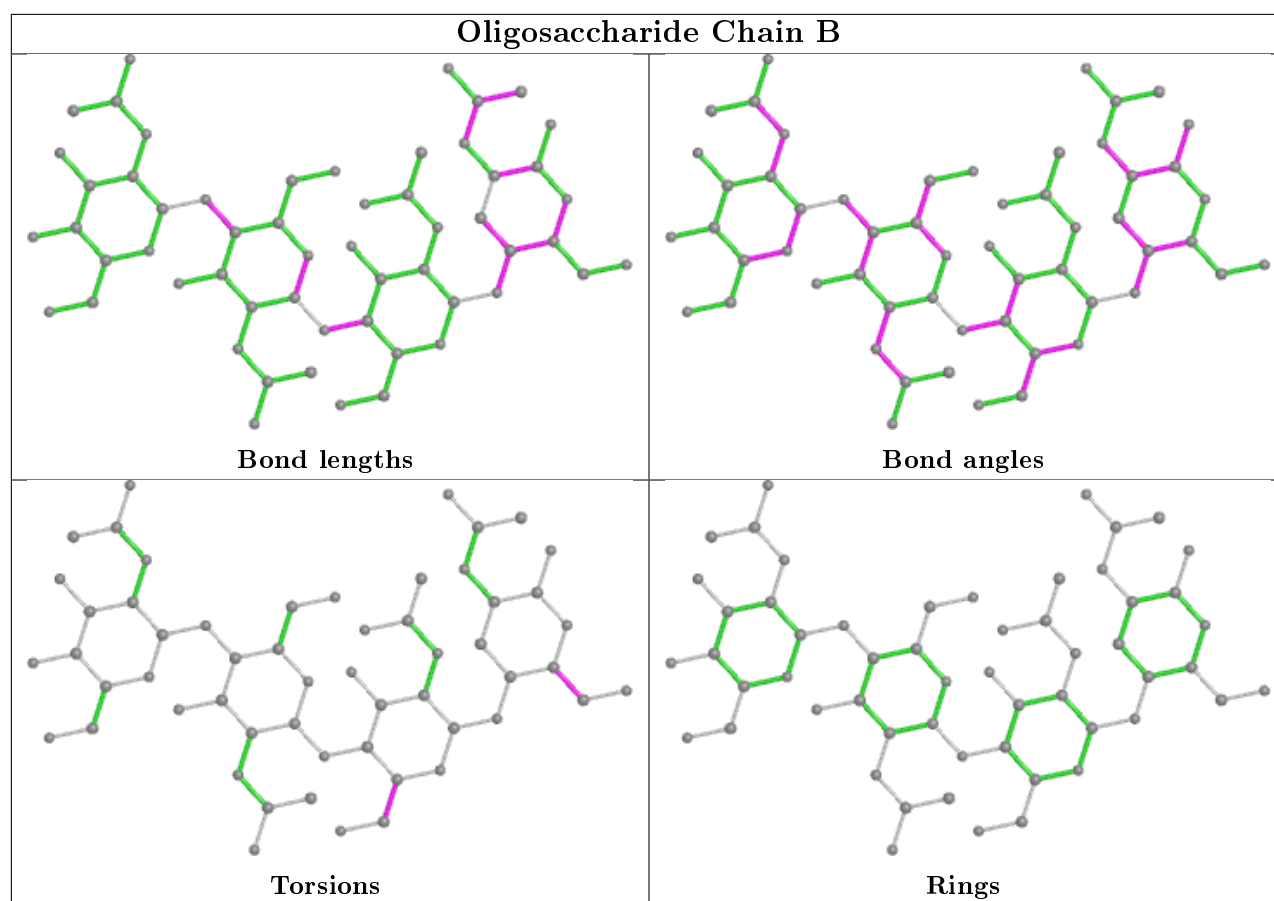 Oligosaccharide Chain B
Bond lengths
Bond angles
Torsions
Rings